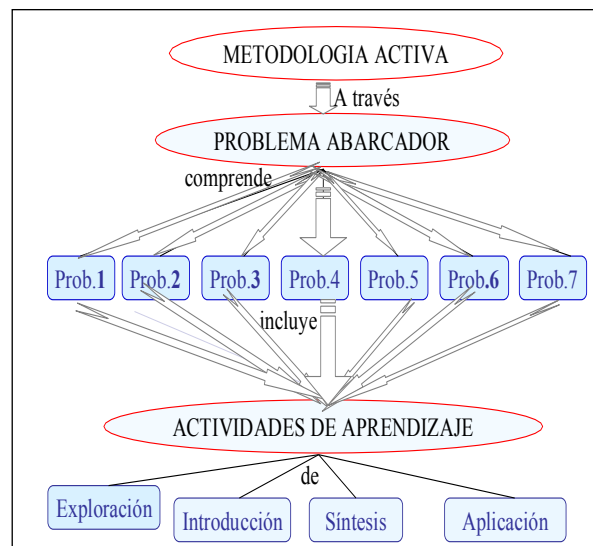 METODOLOGIA ACTIVA
A través
PROBLEMA ABARCADOR
comprende
Prob.1 Prob.2 Prob.3 Prob.4 Prob.5 Prob.6 Prob.7
incluye
ACTIVIDADES DE APRENDIZAJE
de
Exploración Introducción Síntesis Aplicación